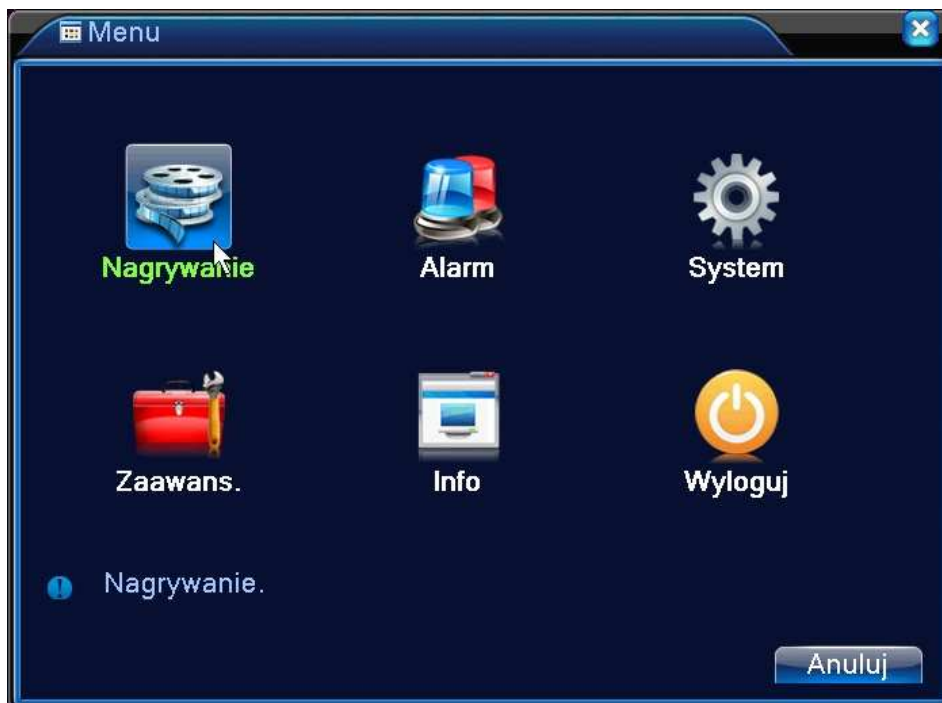 Menu
Nagrywanie
Alarm
System
Zaawans.
Info
Wyloguj
Nagrywanie.
Anuluj